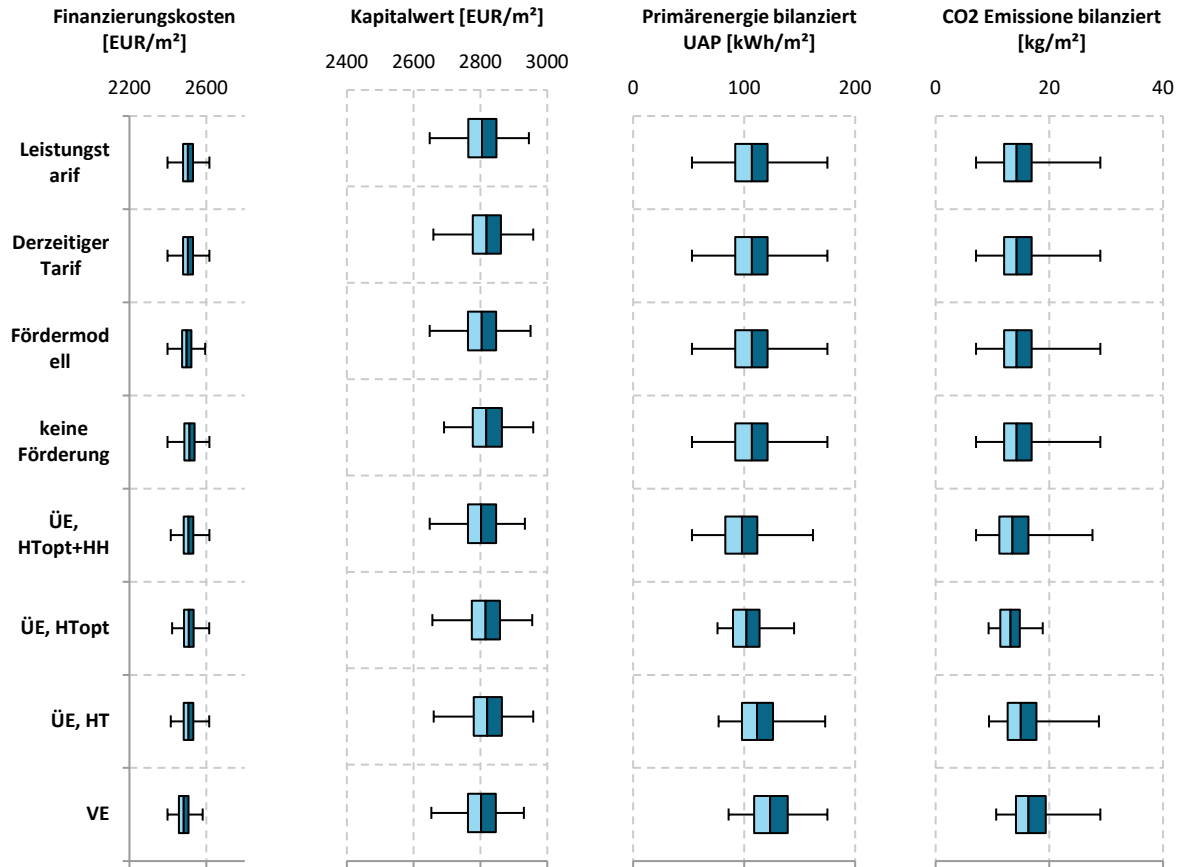 Finanzierungskosten
[EUR/m²]
2200 2600
Kapitalwert [EUR/m²]
2400 2600 2800 3000
Primärenergie bilanziert
UAP [kWh/m²]
0 100 200
CO2 Emissione bilanziert
[kg/m²]
0 20 40
Leistungst
arif
Derzeitiger
Tarif
Fördermod
ell
keine
Förderung
ÜE,
HTopt+HH
ÜE, HTopt
ÜE, HT
VE